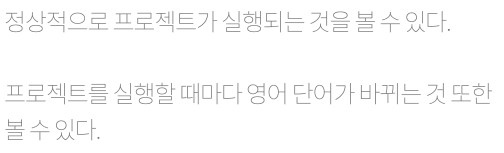 정상적으로 프로젝트가 실행되는 것을 볼 수 있다.
프로젝트를 실행할 때마다 영어 단어가 바뀌는 것 또한
볼 수 있다.